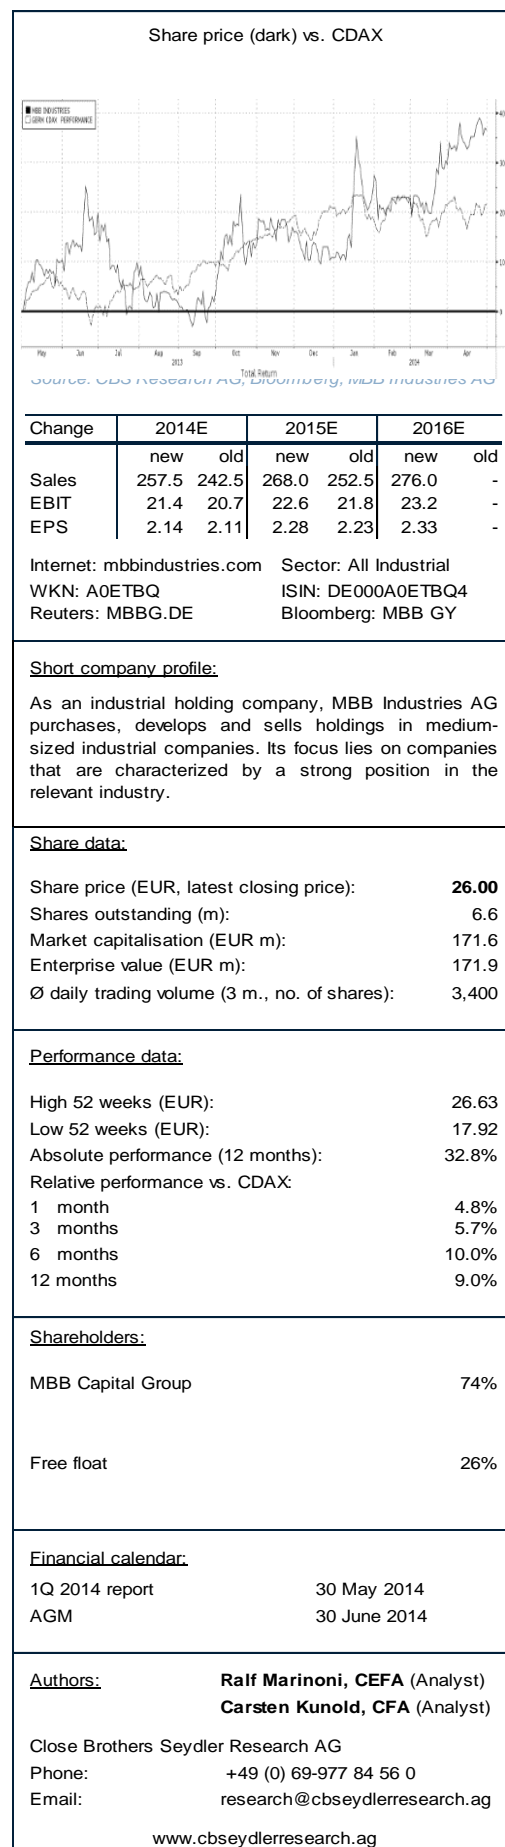 Share price (dark) vs. CDAX
MBB INDUSTRIES
GERM CDAX PERFORMANCE
40
30
20
10
0
May Jun Jul Aug Sep Oct Nov Dec Jan Feb Mar Apr
2013 2014
Total Return
Source: CBS Research AG, Bloomberg, MBB Industries AG
Change 2014E 2015E 2016E
new old new old new old
Sales 257.5 242.5 268.0 252.5 276.0 -
EBIT 21.4 20.7 22.6 21.8 23.2 -
EPS 2.14 2.11 2.28 2.23 2.33 -
Internet: mbbindustries.com Sector: All Industrial
WKN: A0ETBQ ISIN: DE000A0ETBQ4
Reuters: MBBG.DE Bloomberg: MBB GY
Short company profile:
As an industrial holding company, MBB Industries AG
purchases, develops and sells holdings in medium-
sized industrial companies. Its focus lies on companies
that are characterized by a strong position in the
relevant industry.
Share data:
Share price (EUR, latest closing price): 26.00
Shares outstanding (m): 6.6
Market capitalisation (EUR m): 171.6
Enterprise value (EUR m): 171.9
Ø daily trading volume (3 m., no. of shares): 3,400
Performance data:
High 52 weeks (EUR): 26.63
Low 52 weeks (EUR): 17.92
Absolute performance (12 months): 32.8%
Relative performance vs. CDAX:
1 month 4.8%
3 months 5.7%
6 months 10.0%
12 months 9.0%
Shareholders:
MBB Capital Group 74%
Free float 26%
Financial calendar:
1Q 2014 report 30 May 2014
AGM 30 June 2014
Authors: Ralf Marinoni, CEFA (Analyst)
Carsten Kunold, CFA (Analyst)
Close Brothers Seydler Research AG
Phone: +49 (0) 69-977 84 56 0
Email: research@cbseydlerresearch.ag
www.cbseydlerresearch.ag